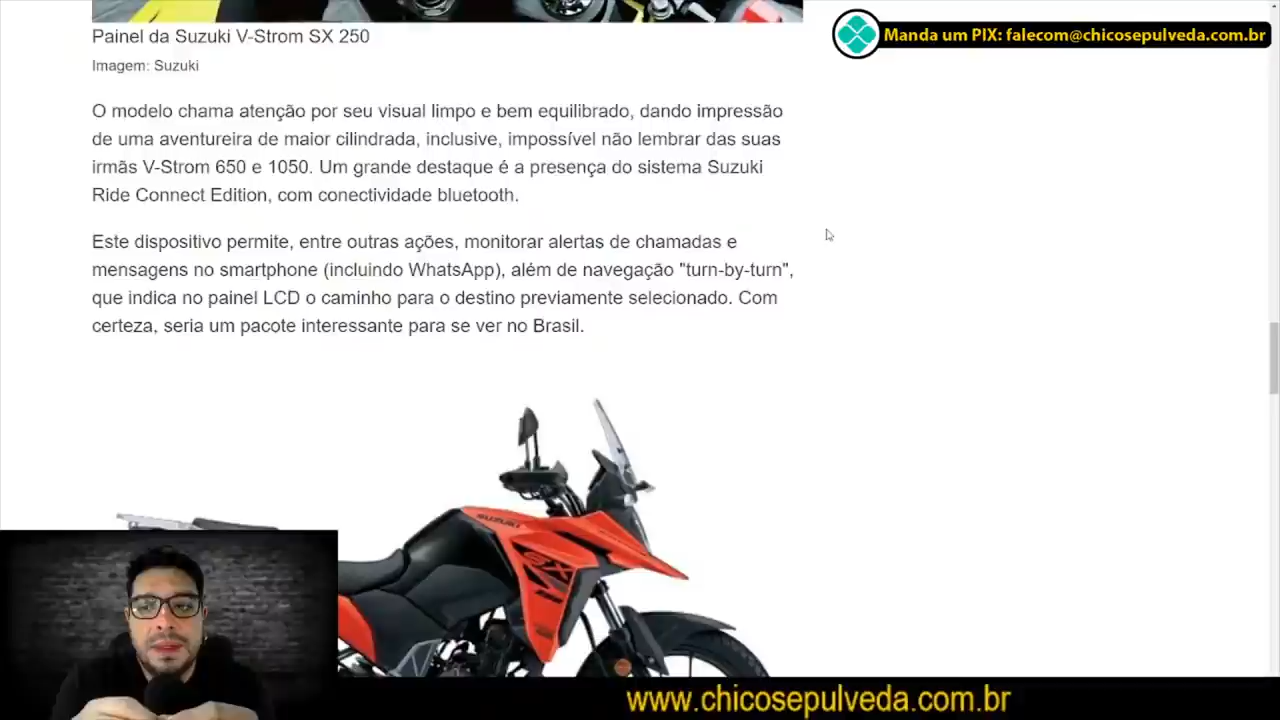 Painel da Suzuki V-Strom SX 250
Manda um PIX: falecom@chicosepulveda.com.br
Imagem: Suzuki
O modelo chama atenção por seu visual limpo e bem equilibrado, dando impressão
de uma aventureira de maior cilindrada, inclusive, impossível não lembrar das suas
irmãs V-Strom 650 e 1050. Um grande destaque é a presença do sistema Suzuki
Ride Connect Edition, com conectividade bluetooth.
Este dispositivo permite, entre outras ações, monitorar alertas de chamadas e
mensagens no smartphone (incluindo WhatsApp), além de navegação "turn-by-turn",
que indica no painel LCD o caminho para o destino previamente selecionado. Com
certeza, seria um pacote interessante para se ver no Brasil.
SUZUKI
SX
www.chicosepulveda.com.br